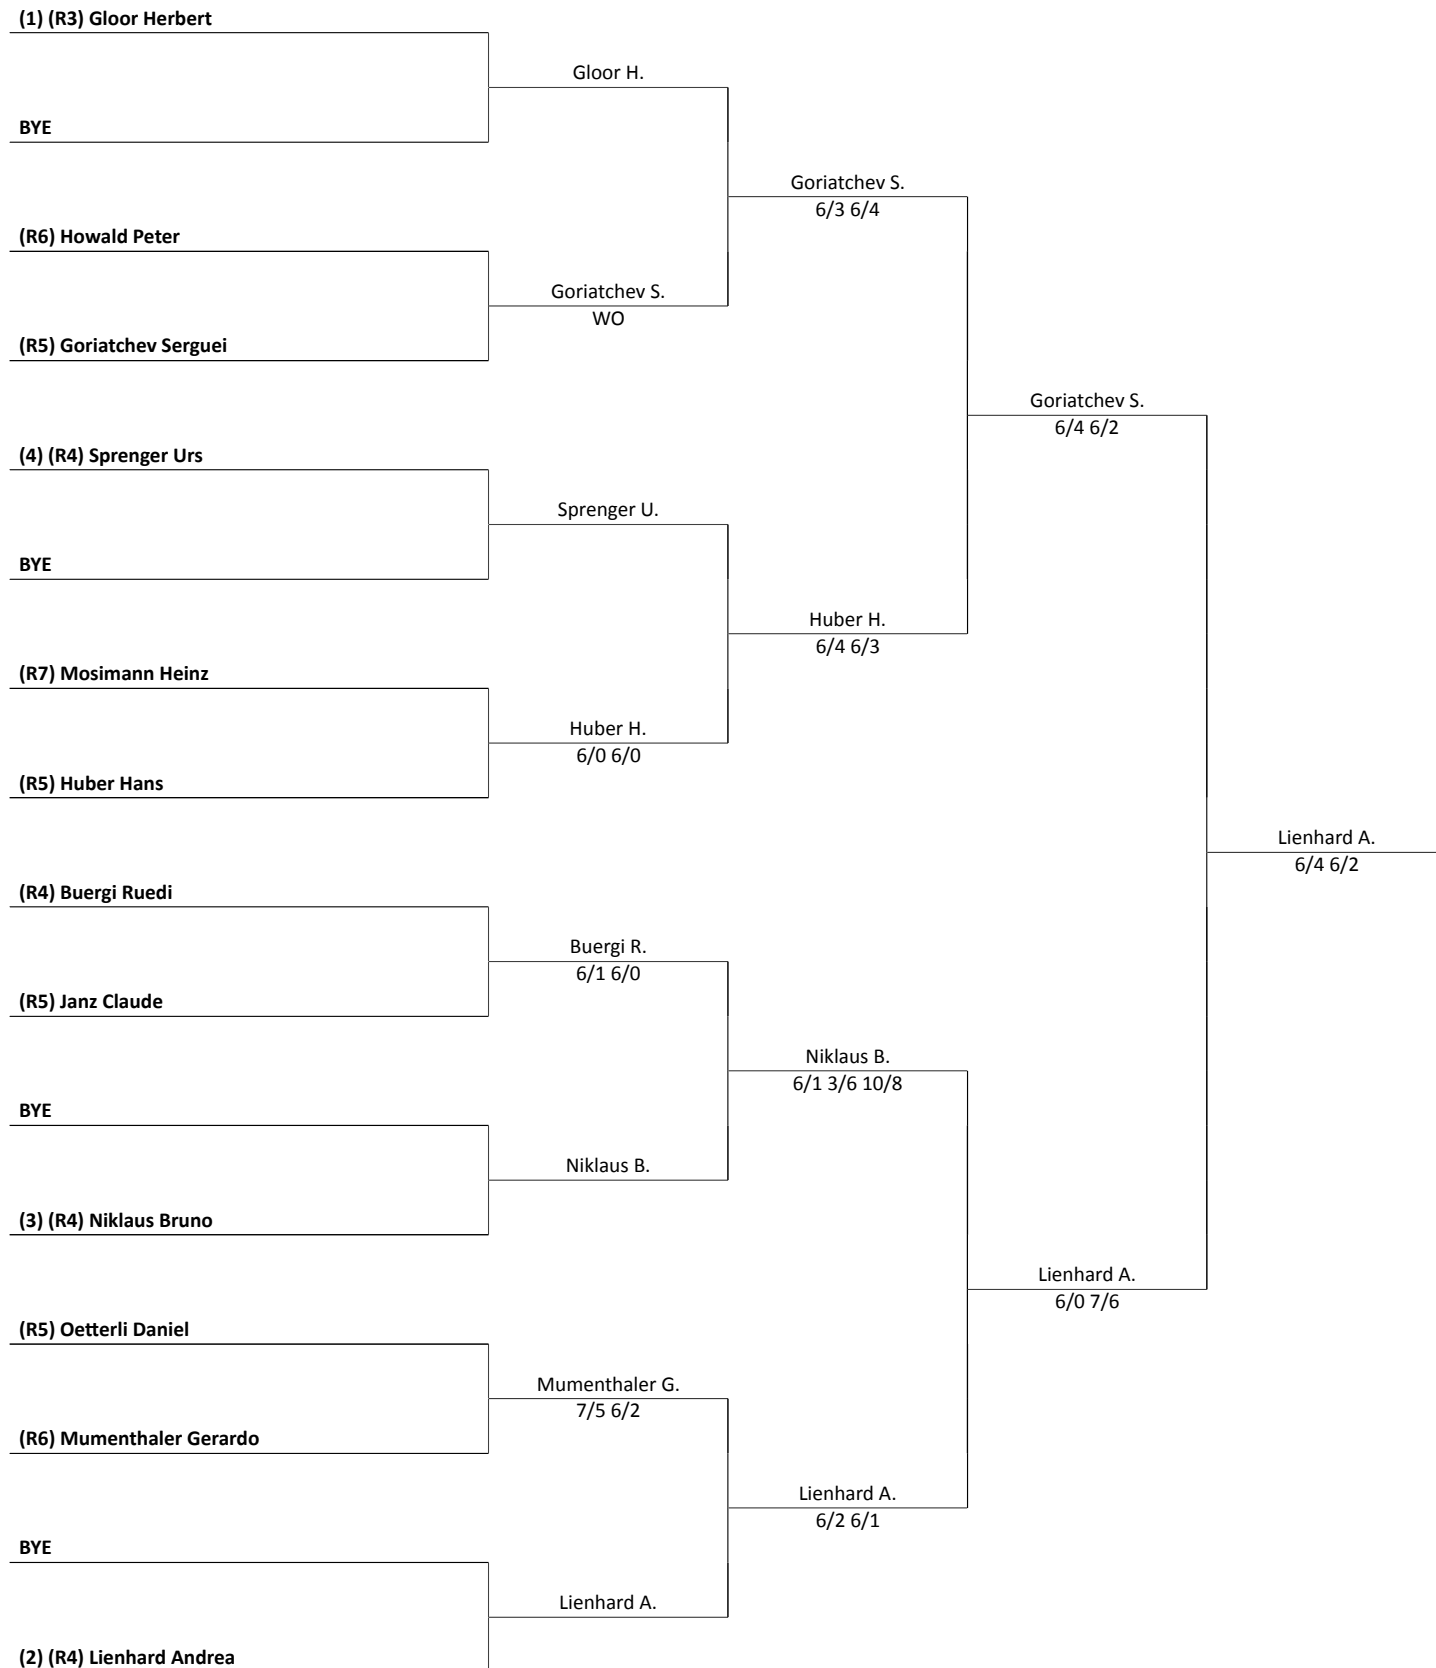 (1) (R3) Gloor Herbert
Gloor H.
BYE
Goriatchev S.
6/3 6/4
(R6) Howald Peter
Goriatchev S.
WO
(R5) Goriatchev Serguei
Goriatchev S.
6/4 6/2
(4) (R4) Sprenger Urs
Sprenger U.
BYE
Huber H.
6/4 6/3
(R7) Mosimann Heinz
Huber H.
6/0 6/0
(R5) Huber Hans
Lienhard A.
6/4 6/2
(R4) Buergi Ruedi
Buergi R.
6/1 6/0
(R5) Janz Claude
Niklaus B.
6/1 3/6 10/8
BYE
Niklaus B.
(3) (R4) Niklaus Bruno
Lienhard A.
6/0 7/6
(R5) Oetterli Daniel
Mumenthaler G.
7/5 6/2
(R6) Mumenthaler Gerardo
Lienhard A.
6/2 6/1
BYE
Lienhard A.
(2) (R4) Lienhard Andrea